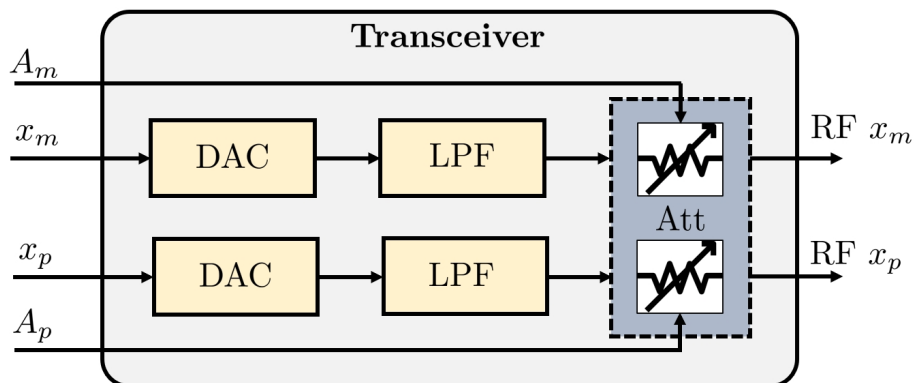 Transceiver
A_m
x_m
DAC
LPF
RF x_m
Att
x_p
DAC
LPF
RF x_p
A_p